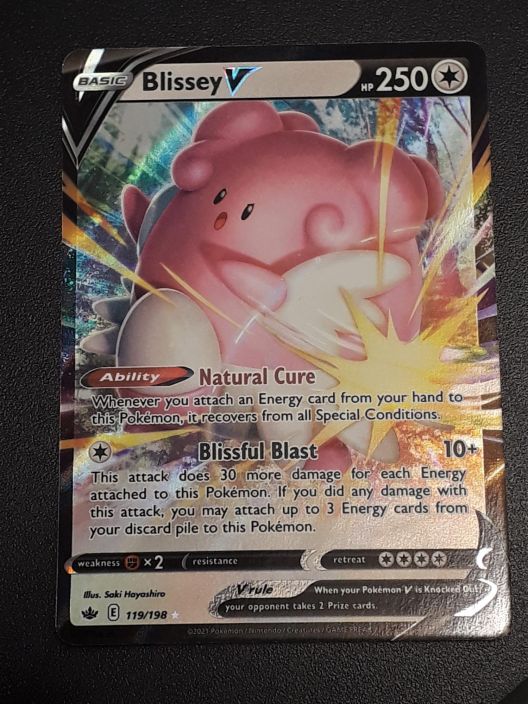 BASIC Blissey V HP 250
Ability Natural Cure
Whenever you attach an Energy card from your hand to
this Pokémon, it recovers from all Special Conditions.
Blissful Blast 10+
This attack does 30 more damage for each Energy
attached to this Pokémon. If you did any damage with
this attack, you may attach up to 3 Energy cards from
your discard pile to this Pokémon.
weakness ×2 resistance retreat
Illus. Saki Hayashiro
V rule When your Pokémon V is Knocked Out,
your opponent takes 2 Prize cards.
E 119/198
©2021 Pokémon / Nintendo / Creatures / GAME FREAK